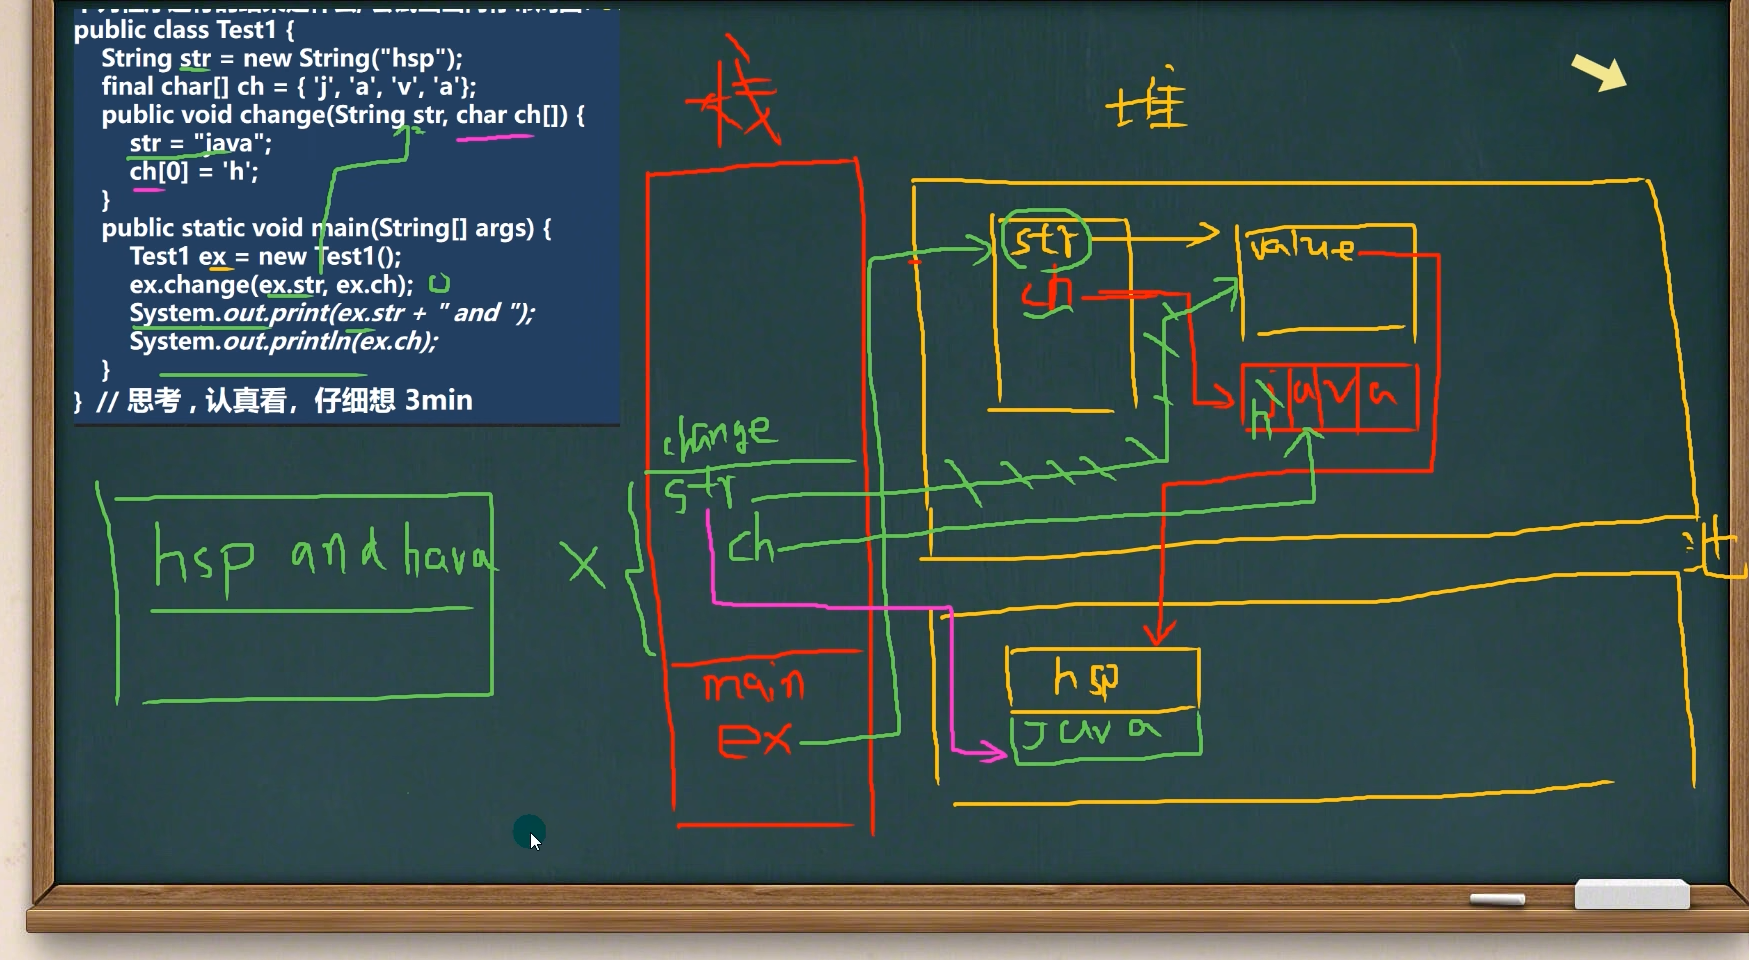 public class Test1 {
String str = new String("hsp");
final char[] ch = { 'j', 'a', 'v', 'a'};
public void change(String str, char ch[]) {
str = "java";
ch[0] = 'h';
}
public static void main(String[] args) {
Test1 ex = new Test1();
ex.change(ex.str, ex.ch);
System.out.print(ex.str + " and ");
System.out.println(ex.ch);
}
} // 思考，认真看，仔细想 3min
栈
堆
str
ch
value
j a v a
h
change
str
ch
main
ex
hsp
java
hsp and hava